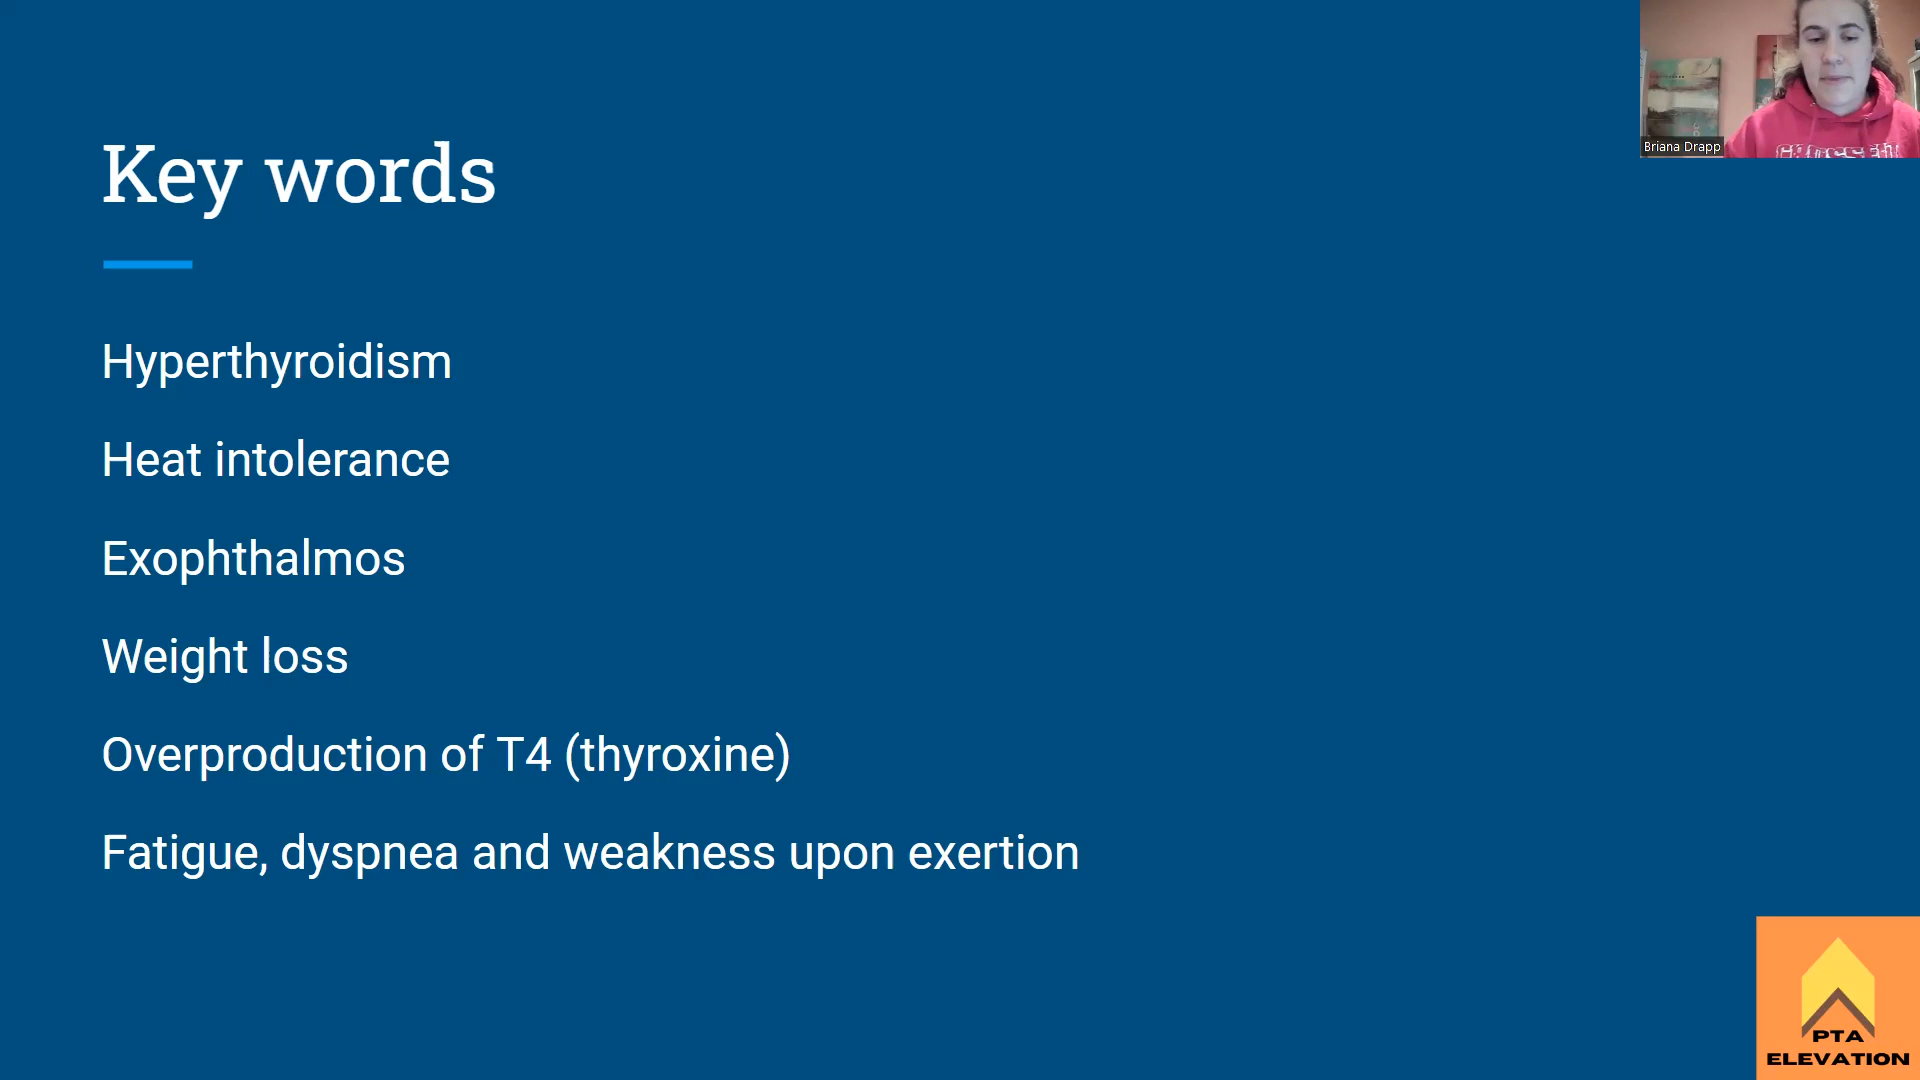 Briana Drapp
Key words
Hyperthyroidism
Heat intolerance
Exophthalmos
Weight loss
Overproduction of T4 (thyroxine)
Fatigue, dyspnea and weakness upon exertion
PTA
ELEVATION